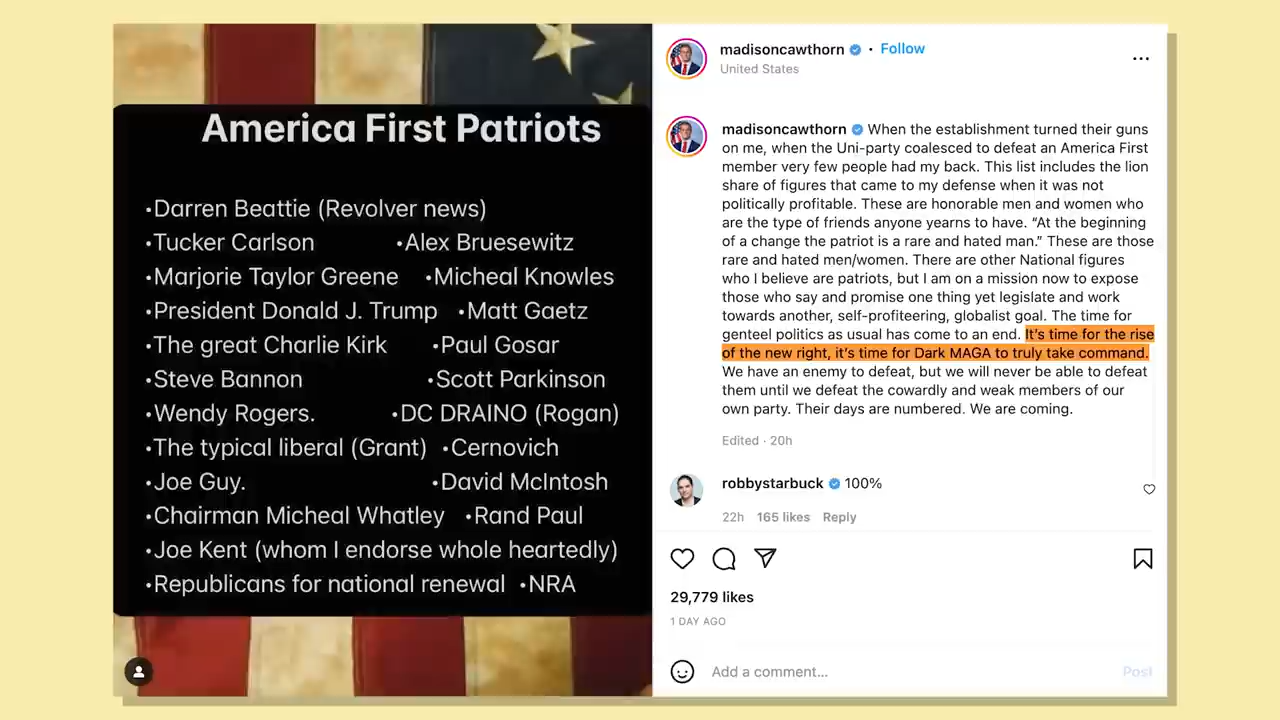 America First Patriots
•Darren Beattie (Revolver news)
•Tucker Carlson •Alex Bruesewitz
•Marjorie Taylor Greene •Micheal Knowles
•President Donald J. Trump •Matt Gaetz
•The great Charlie Kirk •Paul Gosar
•Steve Bannon •Scott Parkinson
•Wendy Rogers. •DC DRAINO (Rogan)
•The typical liberal (Grant) •Cernovich
•Joe Guy. •David McIntosh
•Chairman Micheal Whatley •Rand Paul
•Joe Kent (whom I endorse whole heartedly)
•Republicans for national renewal •NRA
madisoncawthorn • Follow
United States
madisoncawthorn When the establishment turned their guns
on me, when the Uni-party coalesced to defeat an America First
member very few people had my back. This list includes the lion
share of figures that came to my defense when it was not
politically profitable. These are honorable men and women who
are the type of friends anyone yearns to have. “At the beginning
of a change the patriot is a rare and hated man.” These are those
rare and hated men/women. There are other National figures
who I believe are patriots, but I am on a mission now to expose
those who say and promise one thing yet legislate and work
towards another, self-profiteering, globalist goal. The time for
genteel politics as usual has come to an end. It’s time for the rise
of the new right, it’s time for Dark MAGA to truly take command.
We have an enemy to defeat, but we will never be able to defeat
them until we defeat the cowardly and weak members of our
own party. Their days are numbered. We are coming.
Edited · 20h
robbystarbuck 100%
22h 165 likes Reply
29,779 likes
1 DAY AGO
Add a comment... Post